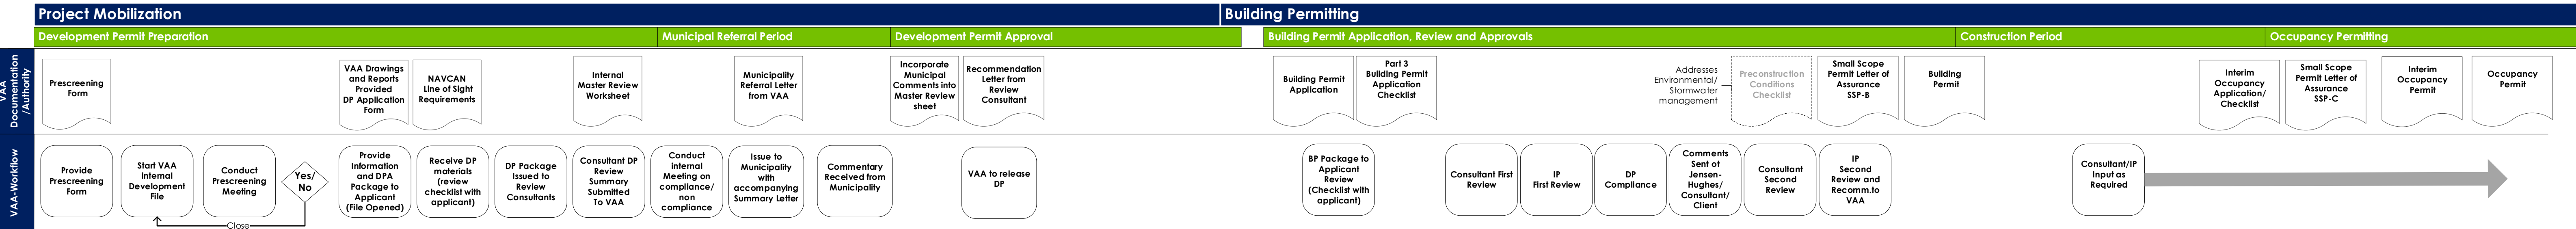 Project Mobilization
Building Permitting
Development Permit Preparation
Municipal Referral Period
Development Permit Approval
Building Permit Application, Review and Approvals
Construction Period
Occupancy Permitting
VAA
Documentation
/Authority
Prescreening
Form
VAA Drawings
and Reports
Provided
DP Application
Form
NAVCAN
Line of Sight
Requirements
Internal
Master Review
Worksheet
Municipality
Referral Letter
from VAA
Incorporate
Municipal
Comments into
Master Review
sheet
Recommendation
Letter from
Review
Consultant
Building Permit
Application
Part 3
Building Permit
Application
Checklist
Addresses
Environmental/
Stormwater
management
Preconstruction
Conditions
Checklist
Small Scope
Permit Letter of
Assurance
SSP-B
Building
Permit
Interim
Occupancy
Application/
Checklist
Small Scope
Permit Letter of
Assurance
SSP-C
Interim
Occupancy
Permit
Occupancy
Permit
VAA-Workflow
Provide
Prescreening
Form
Start VAA
internal
Development
File
Conduct
Prescreening
Meeting
Yes/
No
Close
Provide
Information
and DPA
Package to
Applicant
(File Opened)
Receive DP
materials
(review
checklist with
applicant)
DP Package
Issued to
Review
Consultants
Consultant DP
Review
Summary
Submitted
To VAA
Conduct
internal
Meeting on
compliance/
non
compliance
Issue to
Municipality
with
accompanying
Summary Letter
Commentary
Received from
Municipality
VAA to release
DP
BP Package to
Applicant
Review
(Checklist with
applicant)
Consultant First
Review
IP
First Review
DP
Compliance
Comments
Sent ot
Jensen-
Hughes/
Consultant/
Client
Consultant
Second
Review
IP
Second
Review and
Recomm.to
VAA
Consultant/IP
Input as
Required